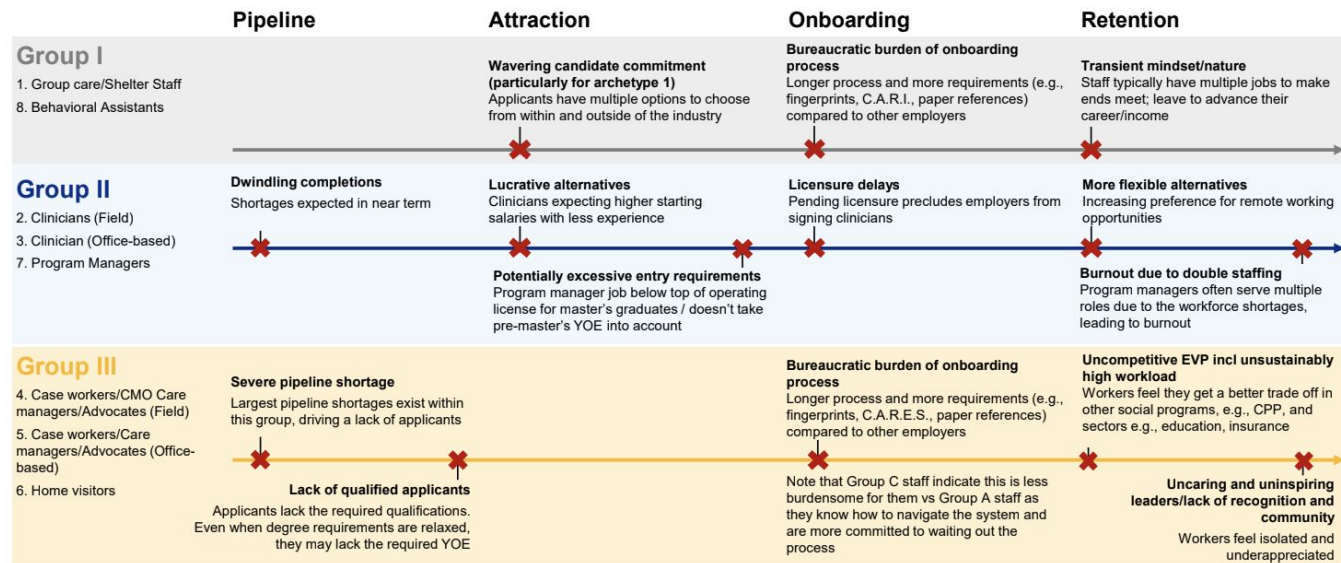 Pipeline
Attraction
Onboarding
Retention
Group I
1. Group care/Shelter Staff
8. Behavioral Assistants
Wavering candidate commitment
(particularly for archetype 1)
Applicants have multiple options to choose
from within and outside of the industry
Bureaucratic burden of onboarding
process
Longer process and more requirements (e.g.,
fingerprints, C.A.R.I., paper references)
compared to other employers
Transient mindset/nature
Staff typically have multiple jobs to make
ends meet; leave to advance their
career/income
Group II
2. Clinicians (Field)
3. Clinician (Office-based)
7. Program Managers
Dwindling completions
Shortages expected in near term
Lucrative alternatives
Clinicians expecting higher starting
salaries with less experience
Potentially excessive entry requirements
Program manager job below top of operating
license for master's graduates / doesn't take
pre-master's YOE into account
Licensure delays
Pending licensure precludes employers from
signing clinicians
More flexible alternatives
Increasing preference for remote working
opportunities
Burnout due to double staffing
Program managers often serve multiple
roles due to the workforce shortages,
leading to burnout
Group III
4. Case workers/CMO Care
managers/Advocates (Field)
5. Case workers/Care
managers/Advocates (Office-
based)
6. Home visitors
Severe pipeline shortage
Largest pipeline shortages exist within
this group, driving a lack of applicants
Lack of qualified applicants
Applicants lack the required qualifications.
Even when degree requirements are relaxed,
they may lack the required YOE
Bureaucratic burden of onboarding
process
Longer process and more requirements (e.g.,
fingerprints, C.A.R.E.S., paper references)
compared to other employers
Note that Group C staff indicate this is less
burdensome for them vs Group A staff as
they know how to navigate the system and
are more committed to waiting out the
process
Uncompetitive EVP incl unsustainably
high workload
Workers feel they get a better trade off in
other social programs, e.g., CPP, and
sectors e.g., education, insurance
Uncaring and uninspiring
leaders/lack of recognition and
community
Workers feel isolated and
underappreciated